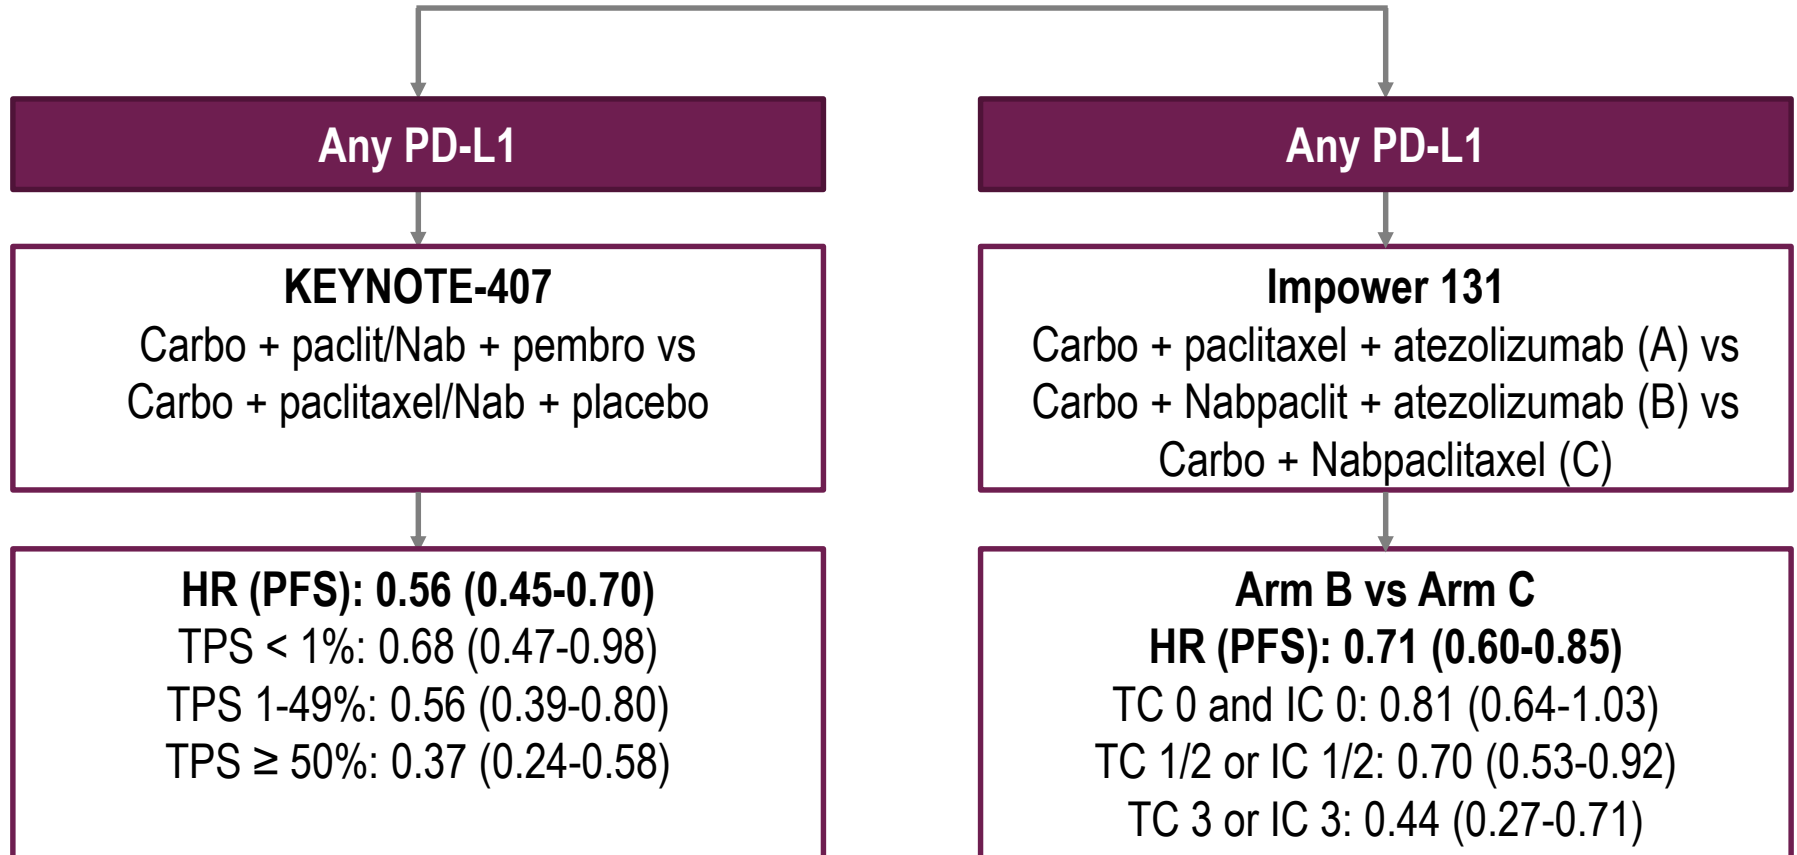 Any PD-L1
KEYNOTE-407
Carbo + paclit/Nab + pembro vs
Carbo + paclitaxel/Nab + placebo
HR (PFS): 0.56 (0.45-0.70)
TPS < 1%: 0.68 (0.47-0.98)
TPS 1-49%: 0.56 (0.39-0.80)
TPS ≥ 50%: 0.37 (0.24-0.58)
Any PD-L1
Impower 131
Carbo + paclitaxel + atezolizumab (A) vs
Carbo + Nabpaclit + atezolizumab (B) vs
Carbo + Nabpaclitaxel (C)
Arm B vs Arm C
HR (PFS): 0.71 (0.60-0.85)
TC 0 and IC 0: 0.81 (0.64-1.03)
TC 1/2 or IC 1/2: 0.70 (0.53-0.92)
TC 3 or IC 3: 0.44 (0.27-0.71)